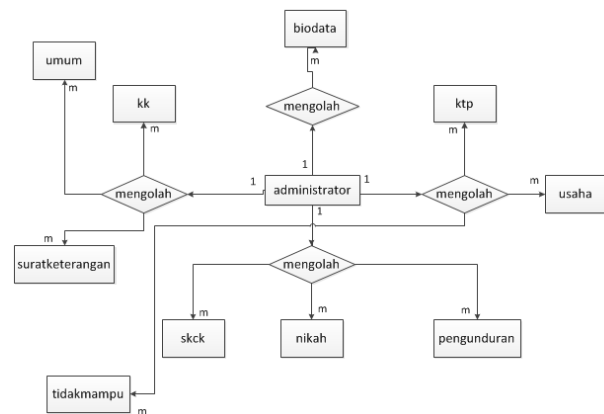 biodata
m
umum
m
kk
m
mengolah
ktp
m
mengolah
1
1
administrator
1
1
mengolah
m
usaha
m
suratketerangan
mengolah
m
skck
m
nikah
m
pengunduran
tidakmampu
m